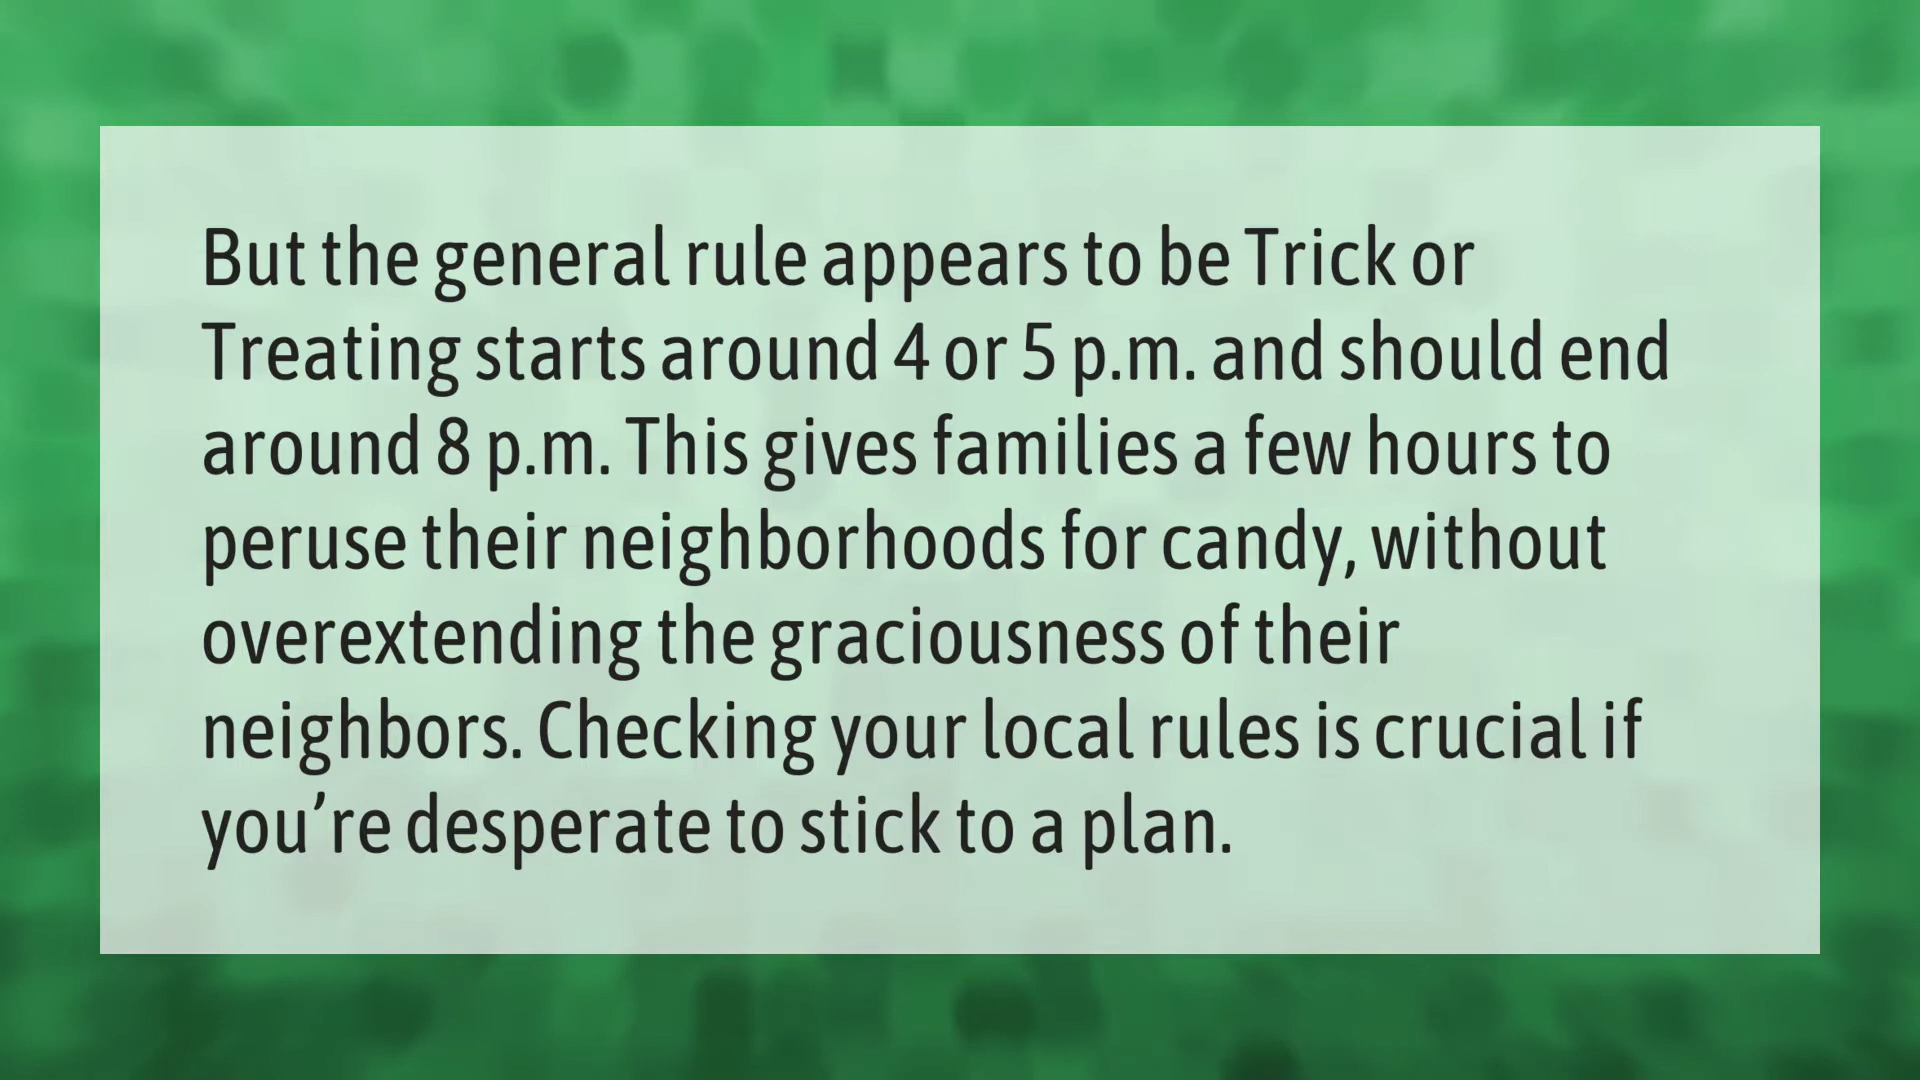 But the general rule appears to be Trick or
Treating starts around 4 or 5 p.m. and should end
around 8 p.m. This gives families a few hours to
peruse their neighborhoods for candy, without
overextending the graciousness of their
neighbors. Checking your local rules is crucial if
you’re desperate to stick to a plan.